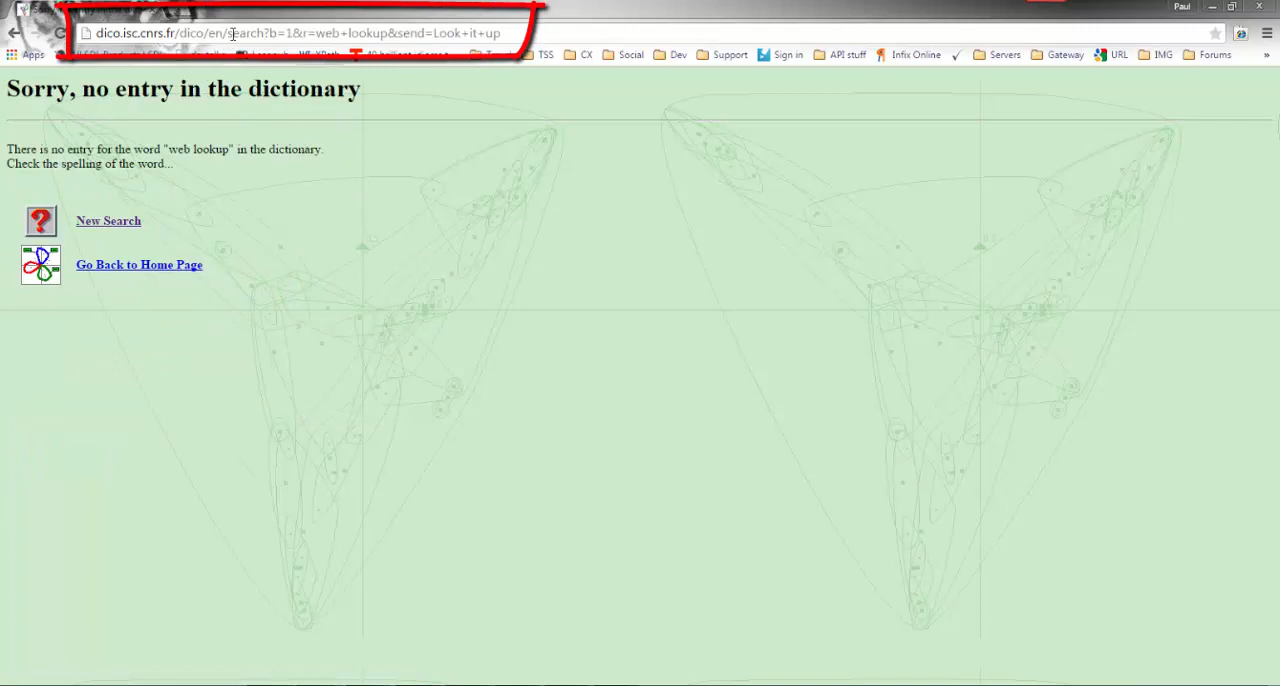 Paul
dico.isc.cnrs.fr/dico/en/search?b=1&r=web+lookup&send=Look+it+up
Apps
TSS
CX
Social
Dev
Support
Sign in
API stuff
Infix Online
Servers
Gateway
URL
IMG
Forums
»
Sorry, no entry in the dictionary
There is no entry for the word "web lookup" in the dictionary.
Check the spelling of the word...
New Search
Go Back to Home Page